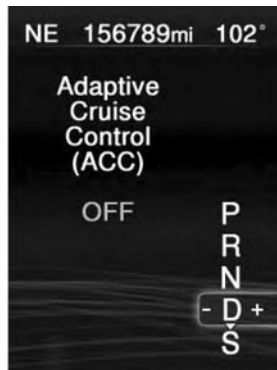 NE 156789mi 102°
Adaptive
Cruise
Control
(ACC)
OFF
P
R
N
- D +
S